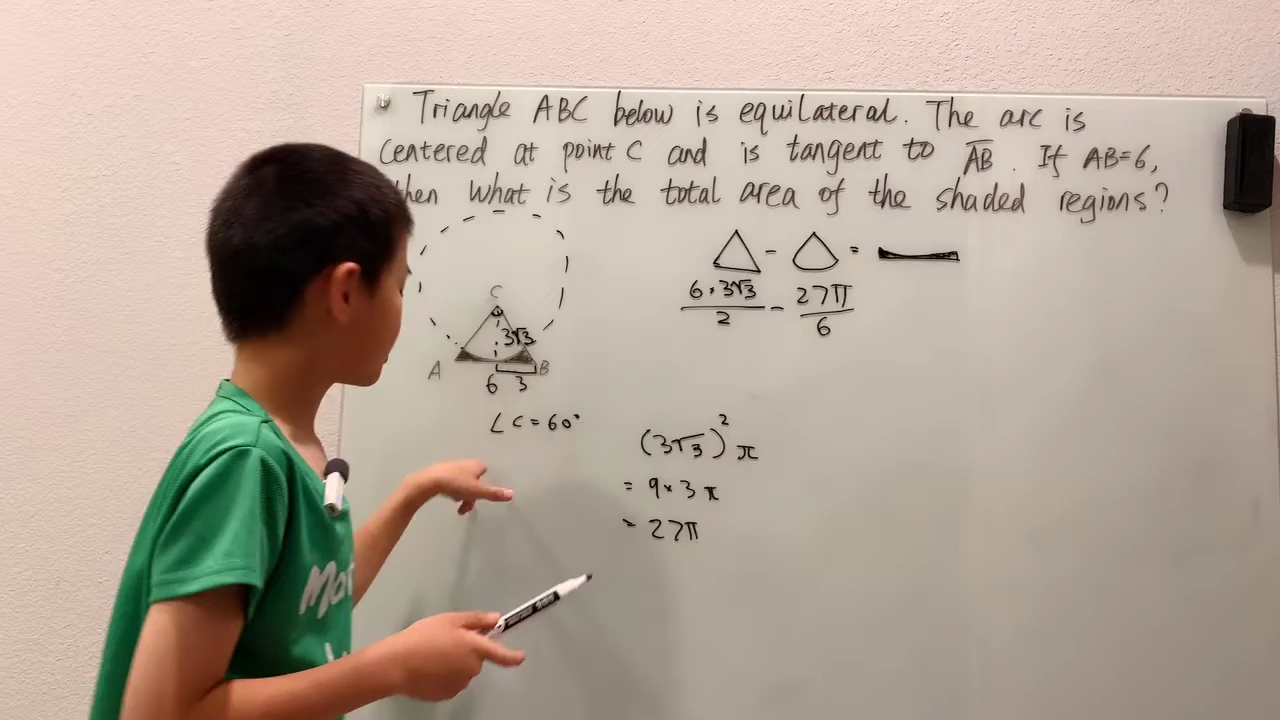 Triangle ABC below is equilateral. The arc is
centered at point C and is tangent to AB. If AB=6,
then what is the total area of the shaded regions?
- =
6 × 3√3 / 2 - 27π / 6
C
3√3
A B
6 3
∠C = 60°
(3√3)² π
= 9 × 3 π
= 27π